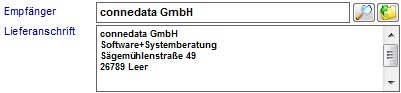 Empfänger connedata GmbH
Lieferanschrift connedata GmbH
Software+Systemberatung
Sägemühlenstraße 49
26789 Leer